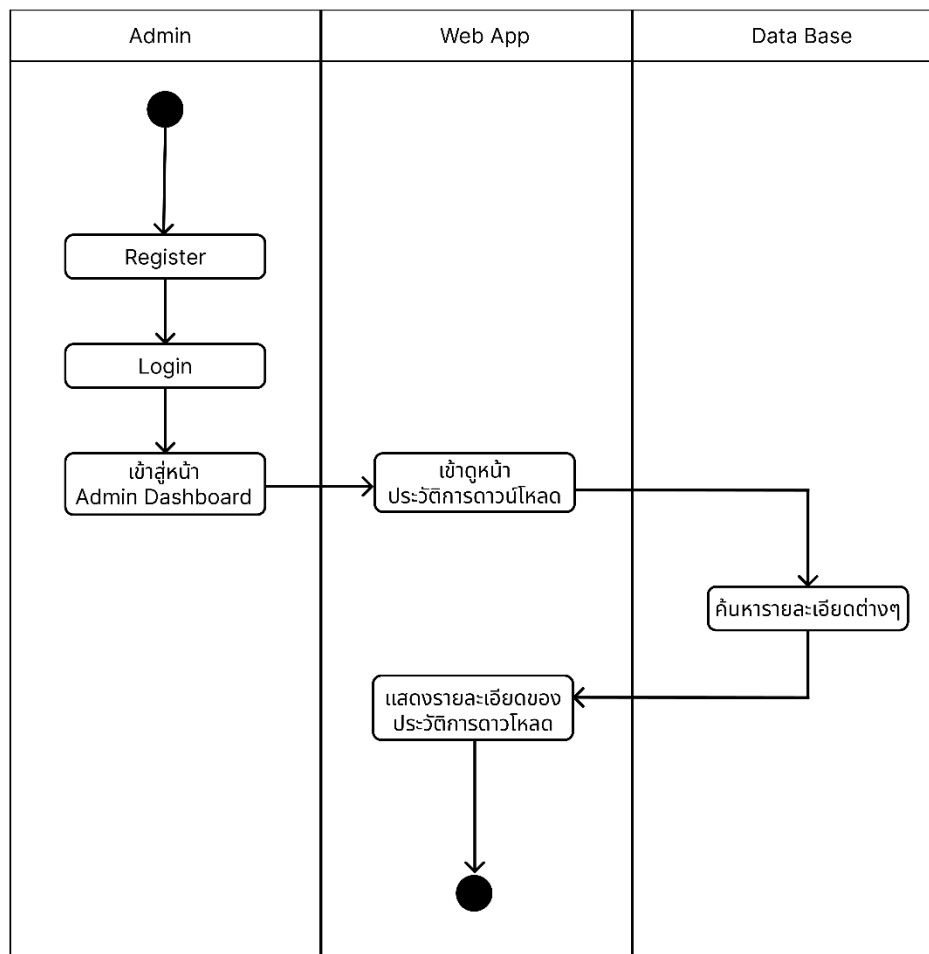 Admin
Web App
Data Base
Register
Login
เข้าสู่หน้า
Admin Dashboard
เข้าดูหน้า
ประวัติการดาวน์โหลด
ค้นหารายละเอียดต่างๆ
แสดงรายละเอียดของ
ประวัติการดาวโหลด